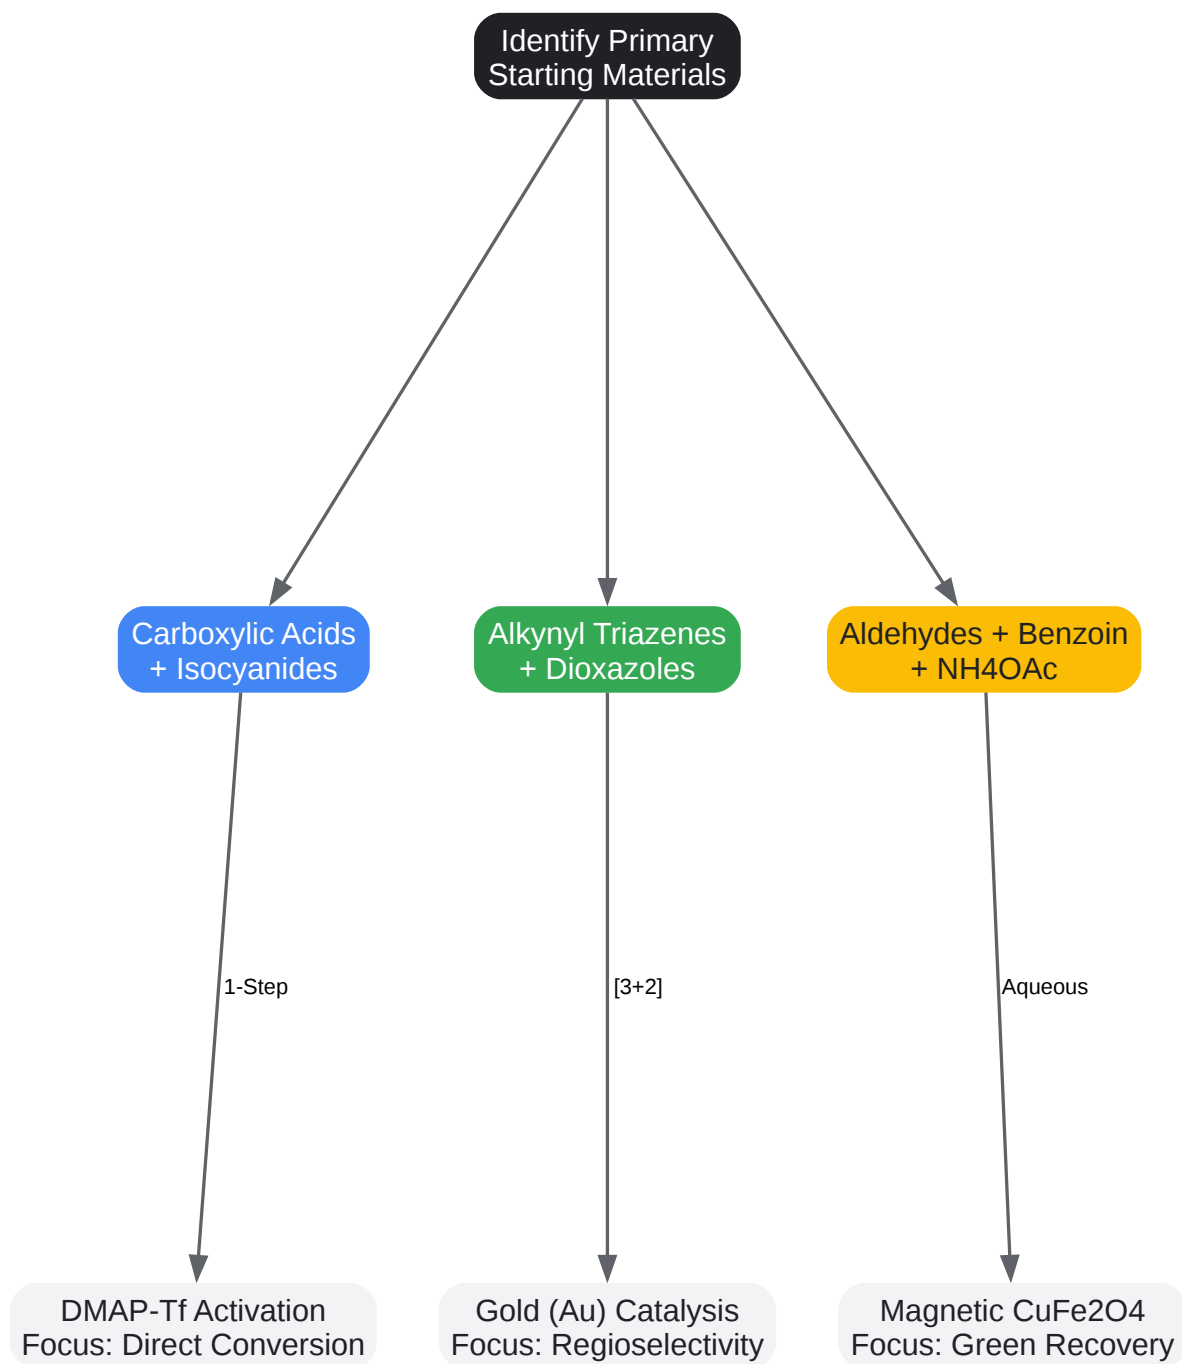 Identify Primary
Starting Materials
Carboxylic Acids
+ Isocyanides
Alkynyl Triazenes
+ Dioxazoles
Aldehydes + Benzoin
+ NH4OAc
1-Step
[3+2]
Aqueous
DMAP-Tf Activation
Focus: Direct Conversion
Gold (Au) Catalysis
Focus: Regioselectivity
Magnetic CuFe2O4
Focus: Green Recovery